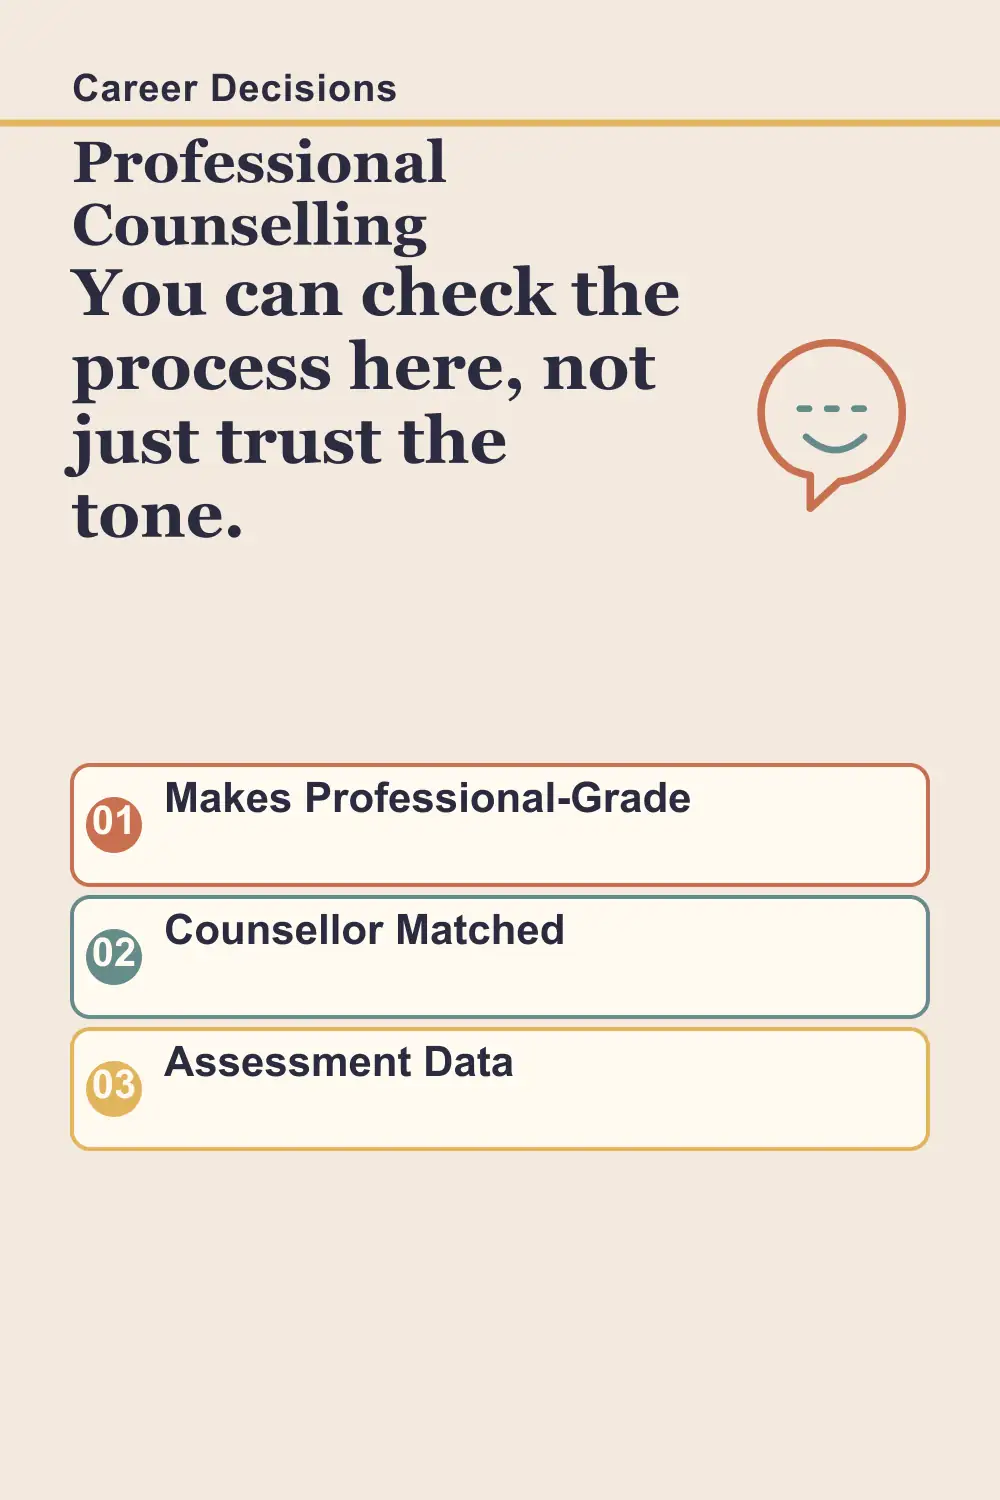 Career Decisions
Professional
Counselling
You can check the
process here, not
just trust the
tone.
01
Makes Professional-Grade
02
Counsellor Matched
03
Assessment Data